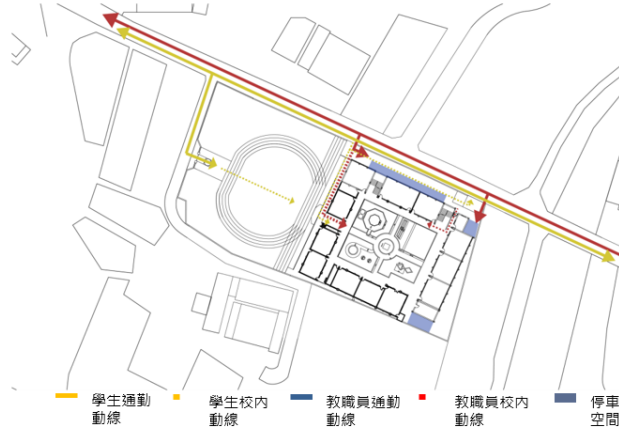 學生通勤
動線
學生校內
動線
教職員通勤
動線
教職員校內
動線
停車
空間